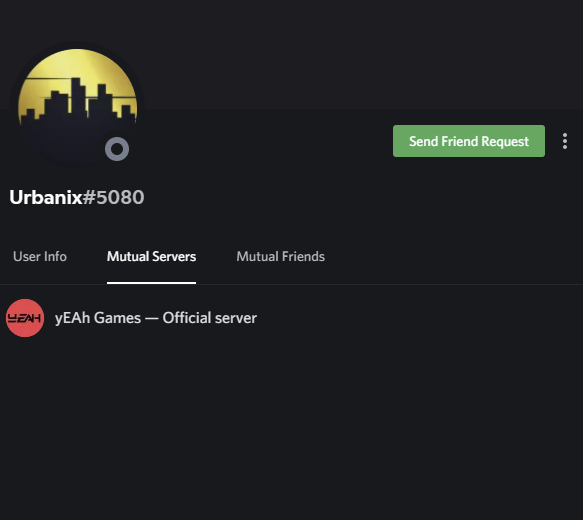 Send Friend Request
Urbanix#5080
User Info Mutual Servers Mutual Friends
YEAH yEAh Games — Official server